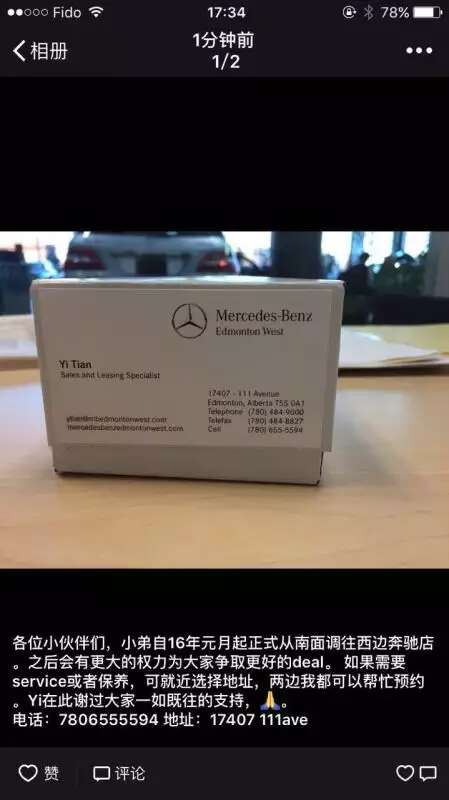 Fido
17:34
78%
相册
1分钟前
1/2
Mercedes-Benz
Edmonton West
Yi Tian
Sales and Leasing Specialist
17407 - 111 Avenue
Edmonton, Alberta T5S 0A1
Telephone (780) 484-9000
Telefax (780) 484-8827
Cell (780) 655-5594
ytian@mbedmontonwest.com
mercedesbenzedmontonwest.com
各位小伙伴们，小弟自16年元月起正式从南面调往西边奔驰店
。之后会有更大的权力为大家争取更好的deal。 如果需要
service或者保养，可就近选择地址，两边我都可以帮忙预约
。Yi在此谢过大家一如既往的支持，🙏。
电话：7806555594 地址：17407 111ave
赞
评论